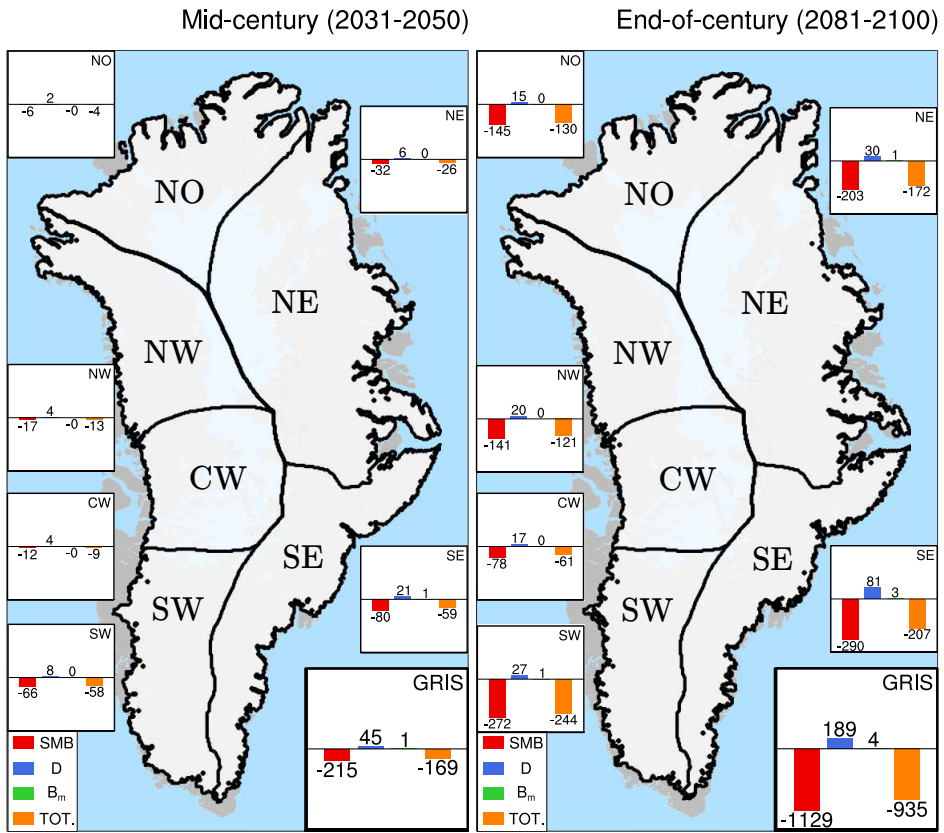 Mid-century (2031-2050)
NO
2
-6 -0 -4
NE
6 0
-32 -26
NO
NE
NW
NW
4
-17 -0 -13
CW
4
-12 -0 -9
CW
SE
SE
21 1
-80 -59
SW
SW
8 0
-66 -58
GRIS
45 1
-215 -169
SMB
D
Bₘ
TOT.
End-of-century (2081-2100)
NO
15 0
-145 -130
NE
30 1
-203 -172
NO
NE
NW
NW
20 0
-141 -121
CW
17 0
-78 -61
CW
SE
SE
81 3
-290 -207
SW
SW
27 1
-272 -244
GRIS
189 4
-1129 -935
SMB
D
Bₘ
TOT.